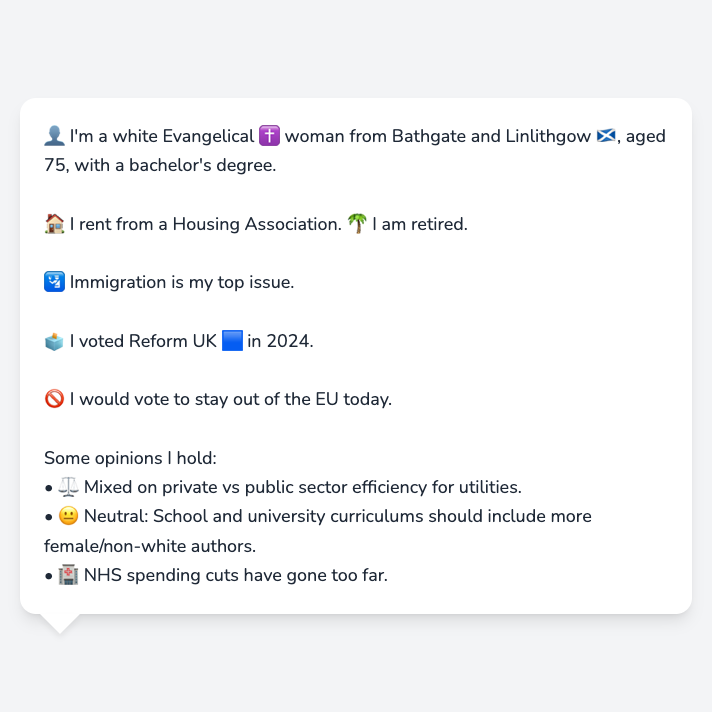 👤 I'm a white Evangelical ✝️ woman from Bathgate and Linlithgow 🏴󠁧󠁢󠁳󠁣󠁴󠁿, aged
75, with a bachelor's degree.
🏠 I rent from a Housing Association. 🌴 I am retired.
🛂 Immigration is my top issue.
🗳️ I voted Reform UK 🟦 in 2024.
🚫 I would vote to stay out of the EU today.
Some opinions I hold:
• ⚖️ Mixed on private vs public sector efficiency for utilities.
• 😐 Neutral: School and university curriculums should include more
female/non-white authors.
• 🏥 NHS spending cuts have gone too far.